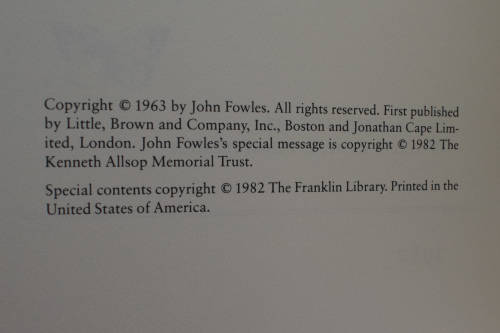 Copyright © 1963 by John Fowles. All rights reserved. First published
by Little, Brown and Company, Inc., Boston and Jonathan Cape Lim-
ited, London. John Fowles's special message is copyright © 1982 The
Kenneth Allsop Memorial Trust.
Special contents copyright © 1982 The Franklin Library. Printed in the
United States of America.